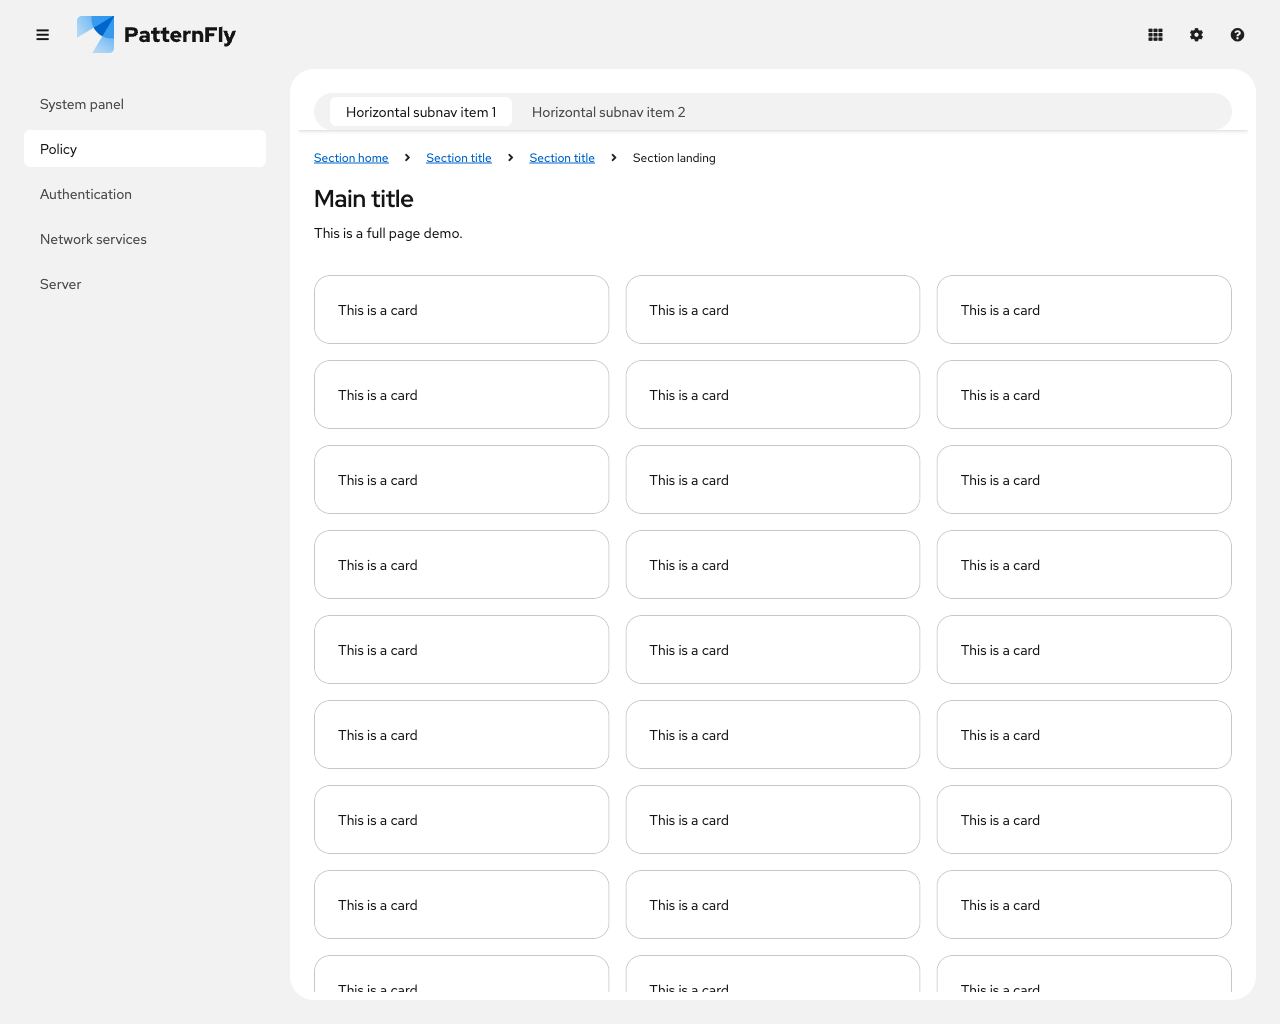 PatternFly
System panel
Policy
Authentication
Network services
Server
Horizontal subnav item 1 Horizontal subnav item 2
Section home Section title Section title Section landing
Main title
This is a full page demo.
This is a card This is a card This is a card
This is a card This is a card This is a card
This is a card This is a card This is a card
This is a card This is a card This is a card
This is a card This is a card This is a card
This is a card This is a card This is a card
This is a card This is a card This is a card
This is a card This is a card This is a card
This is a card This is a card This is a card